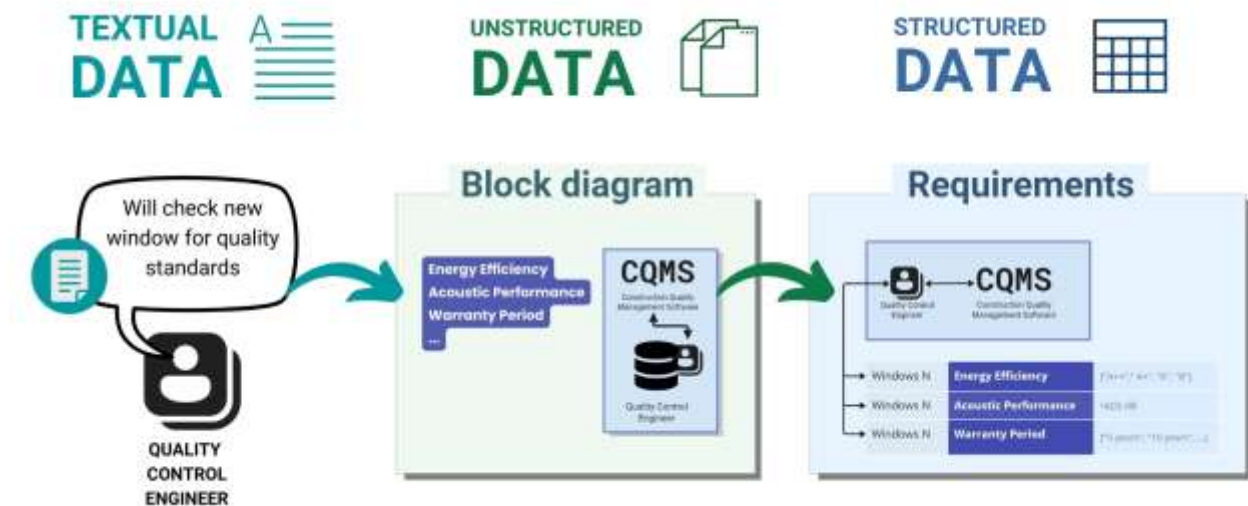 TEXTUAL
DATA
A
UNSTRUCTURED
DATA
STRUCTURED
DATA
Will check new
window for quality
standards
QUALITY
CONTROL
ENGINEER
Block diagram
Energy Efficiency
Acoustic Performance
Warranty Period
...
CQMS
Construction Quality
Management Software
Quality Control
Engineer
Requirements
Quality Control
Engineer
CQMS
Construction Quality
Management Software
Windows N Energy Efficiency
Windows N Acoustic Performance
Windows N Warranty Period